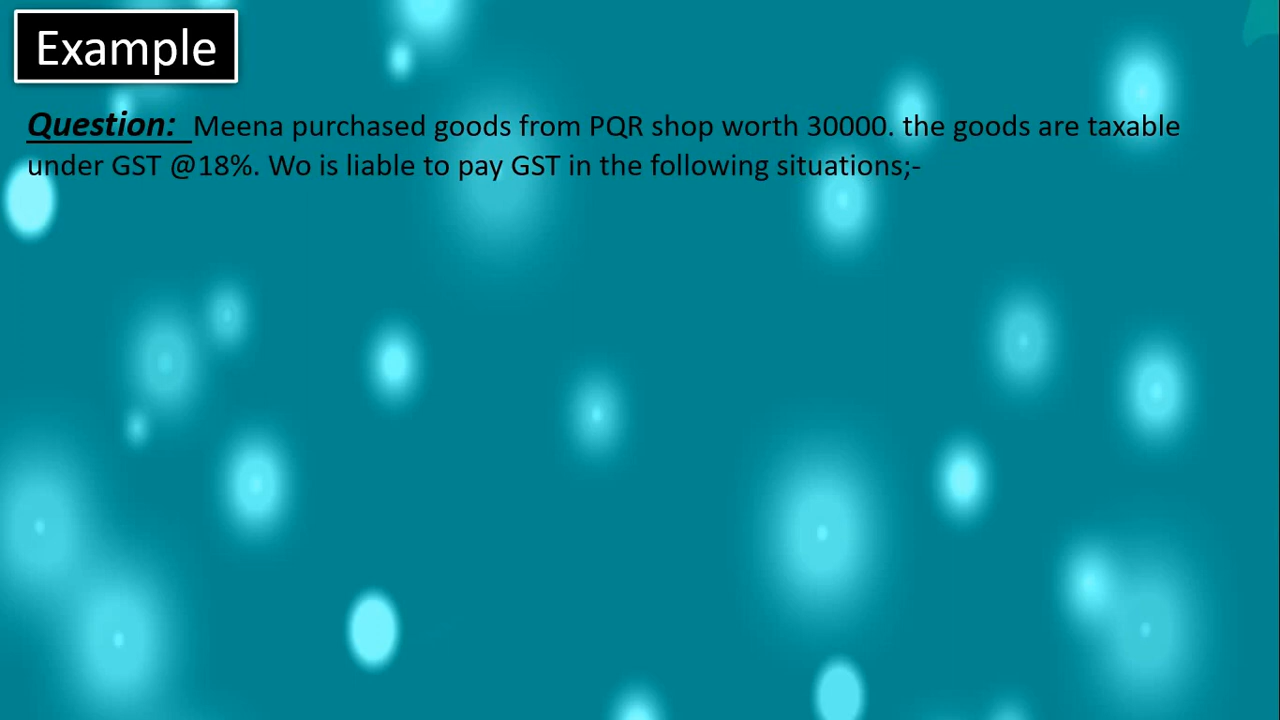 Example
Question: Meena purchased goods from PQR shop worth 30000. the goods are taxable
under GST @18%. Wo is liable to pay GST in the following situations;-